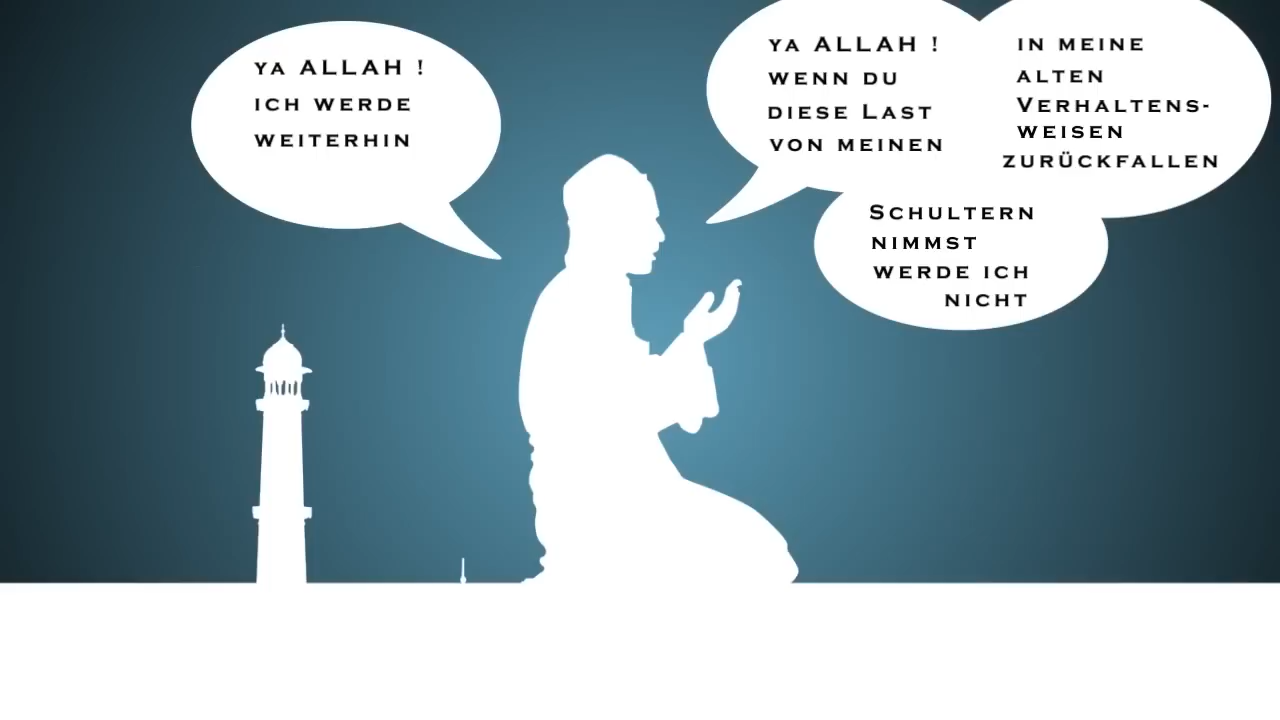 YA ALLAH !
ICH WERDE
WEITERHIN
YA ALLAH !
WENN DU
DIESE LAST
VON MEINEN
SCHULTERN
NIMMST
WERDE ICH
NICHT
IN MEINE
ALTEN
VERHALTENS-
WEISEN
ZURÜCKFALLEN